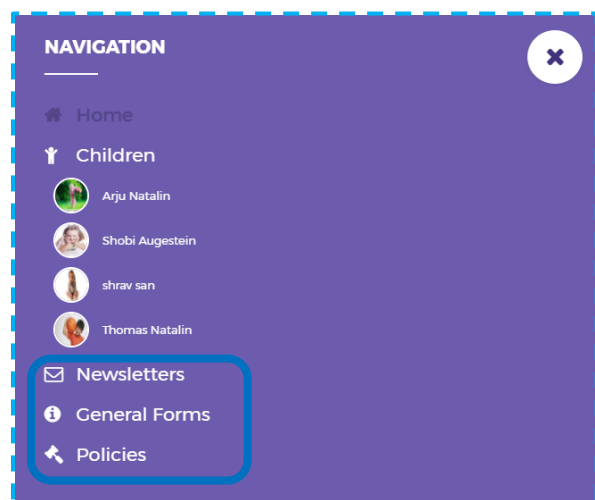 NAVIGATION
Home
Children
Arju Natalin
Shobi Augestein
shrav san
Thomas Natalin
Newsletters
General Forms
Policies